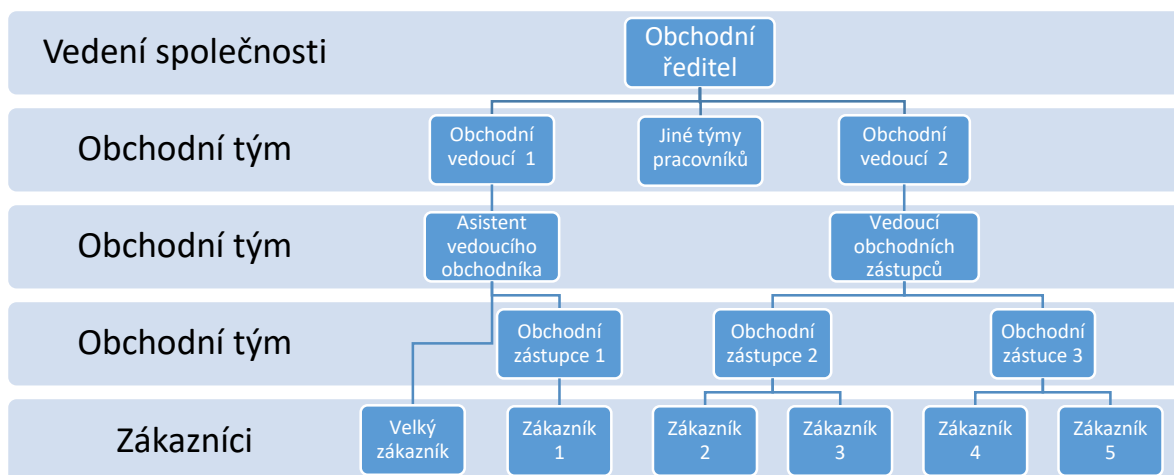 Vedení společnosti
Obchodní
ředitel
Obchodní tým
Obchodní
vedoucí 1
Jiné týmy
pracovníků
Obchodní
vedoucí 2
Obchodní tým
Asistent
vedoucího
obchodníka
Vedoucí
obchodních
zástupců
Obchodní tým
Obchodní
zástupce 1
Obchodní
zástupce 2
Obchodní
zástuce 3
Zákazníci
Velký
zákazník
Zákazník
1
Zákazník
2
Zákazník
3
Zákazník
4
Zákazník
5